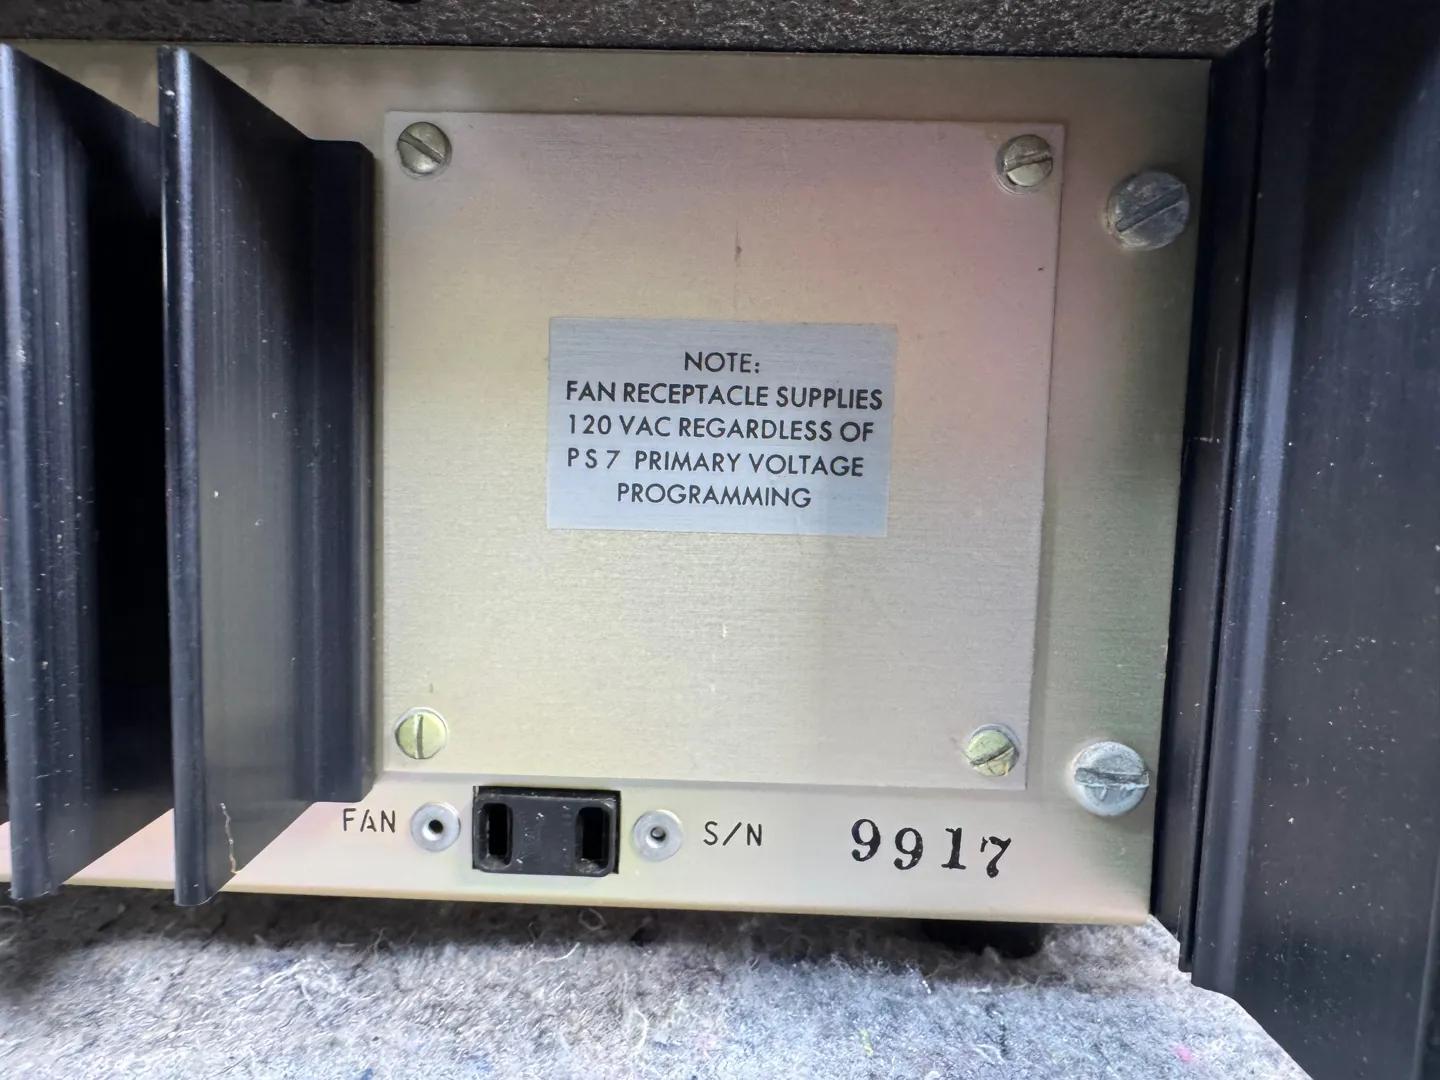 NOTE:
FAN RECEPTACLE SUPPLIES
120 VAC REGARDLESS OF
PS7 PRIMARY VOLTAGE
PROGRAMMING
FAN
S/N 9917